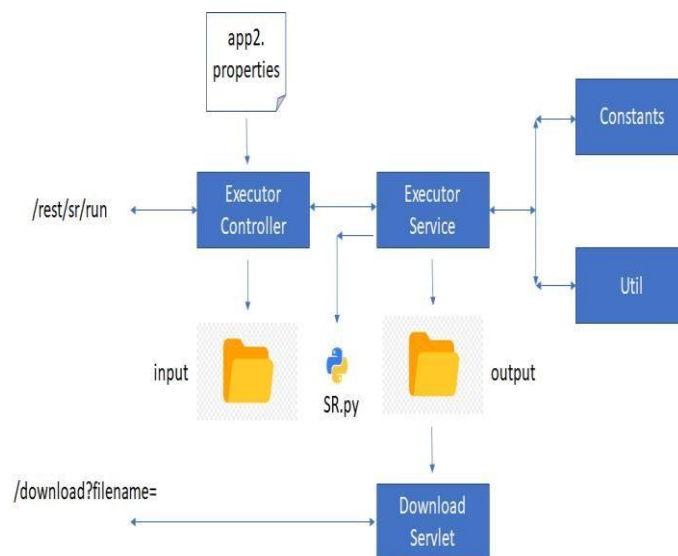 app2.
properties
Constants
/rest/sr/run
Executor
Controller
Executor
Service
Util
input
SR.py
output
/download?filename=
Download
Servlet